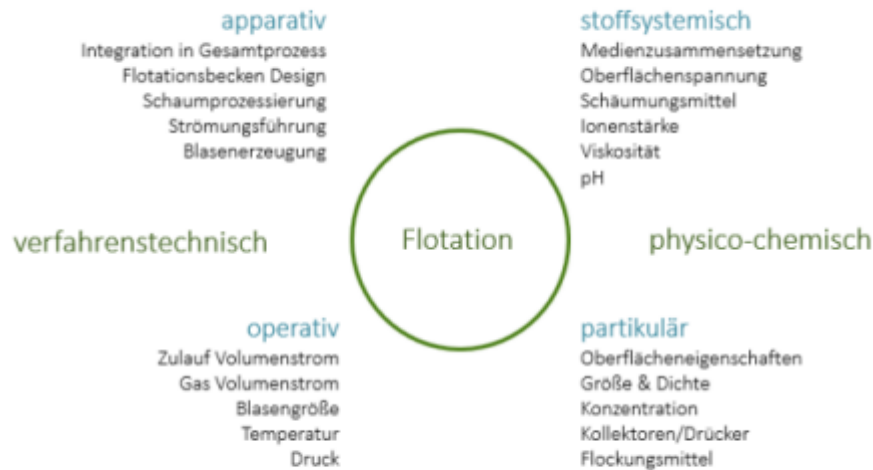 apparativ
Integration in Gesamtprozess
Flotationsbecken Design
Schaumprozessierung
Strömungsführung
Blasenerzeugung
stoffsystemisch
Medienzusammensetzung
Oberflächenspannung
Schäumungsmittel
Ionenstärke
Viskosität
pH
verfahrenstechnisch
Flotation
physico-chemisch
operativ
Zulauf Volumenstrom
Gas Volumenstrom
Blasengröße
Temperatur
Druck
partikulär
Oberflächeneigenschaften
Größe & Dichte
Konzentration
Kollektoren/Drücker
Flockungsmittel